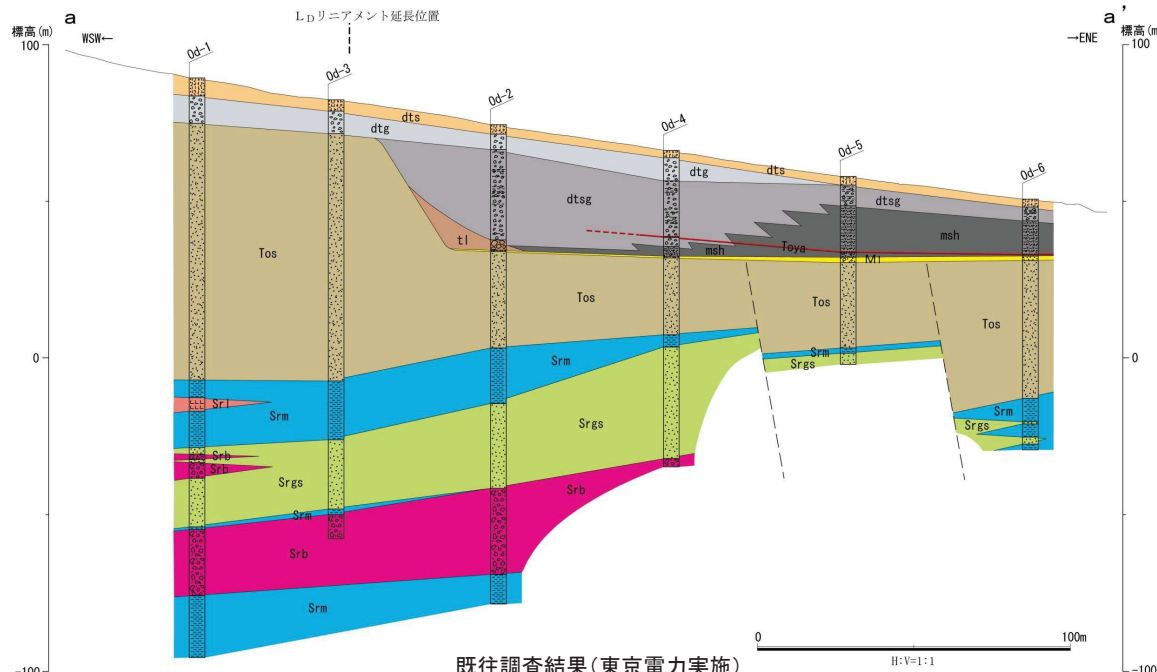 a
LDリニアメント延長位置
a'
標高(m)
標高(m)
100
100
WSW←
→ENE
Od-1
Od-3
Od-2
Od-4
Od-5
Od-6
dts
dtg
dtg
dts
dtsg
dtsg
msh
Toya
msh
tl
Ml
Tos
Tos
Tos
Tos
0
0
Srm
Srm
Srgs
Srm
Srl
Srm
Srgs
Srgs
Srb
Srb
Srgs
Srb
Srm
Srb
Srm
0
100m
H:V=1:1
-100
-100
既往調査結果(東京電力実施)